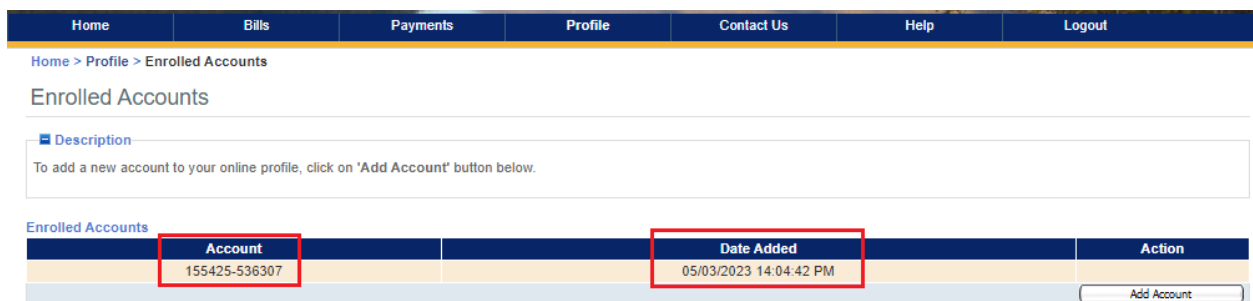 Home Bills Payments Profile Contact Us Help Logout
Home > Profile > Enrolled Accounts
Enrolled Accounts
Description
To add a new account to your online profile, click on 'Add Account' button below.
Enrolled Accounts
Account Date Added Action
155425-536307 05/03/2023 14:04:42 PM
Add Account